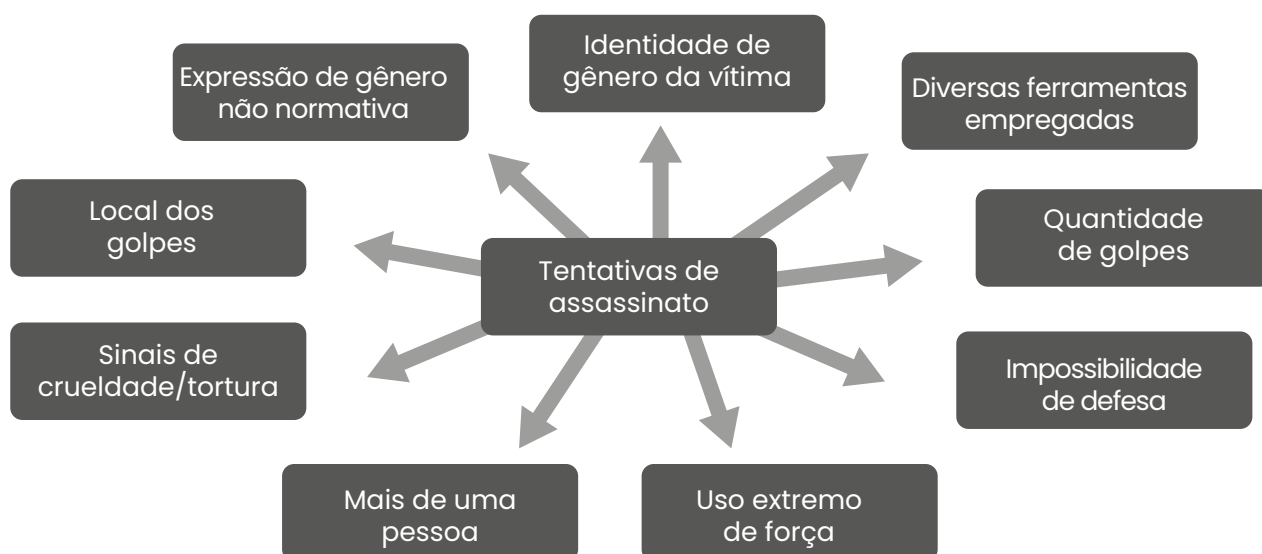 Identidade de
gênero da vítima
Expressão de gênero
não normativa
Diversas ferramentas
empregadas
Local dos
golpes
Quantidade
de golpes
Tentativas de
assassinato
Sinais de
crueldade/tortura
Impossibilidade
de defesa
Mais de uma
pessoa
Uso extremo
de força